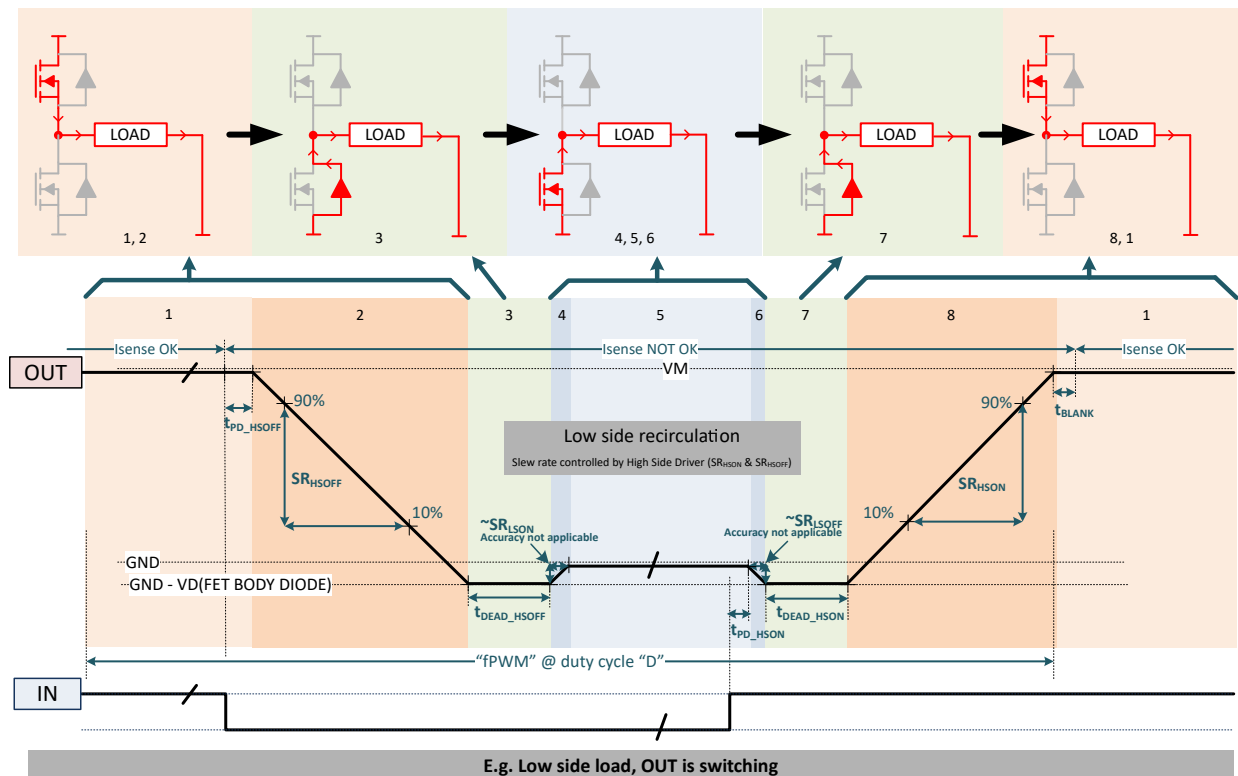 LOAD
LOAD
LOAD
LOAD
LOAD
1, 2
3
4, 5, 6
7
8, 1
1
2
3
4
5
6
7
8
1
Isense OK
Isense NOT OK
Isense OK
OUT
VM
90%
tPD_HSOFF
SRHSOFF
10%
Low side recirculation
Slew rate controlled by High Side Driver (SRHSON & SRHSOFF)
90%
tBLANK
SRHSON
10%
~SRLSON
Accuracy not applicable
~SRLSOFF
Accuracy not applicable
GND
GND - VD(FET BODY DIODE)
tDEAD_HSOFF
tPD_HSON
tDEAD_HSON
“fPWM” @ duty cycle “D”
IN
E.g. Low side load, OUT is switching